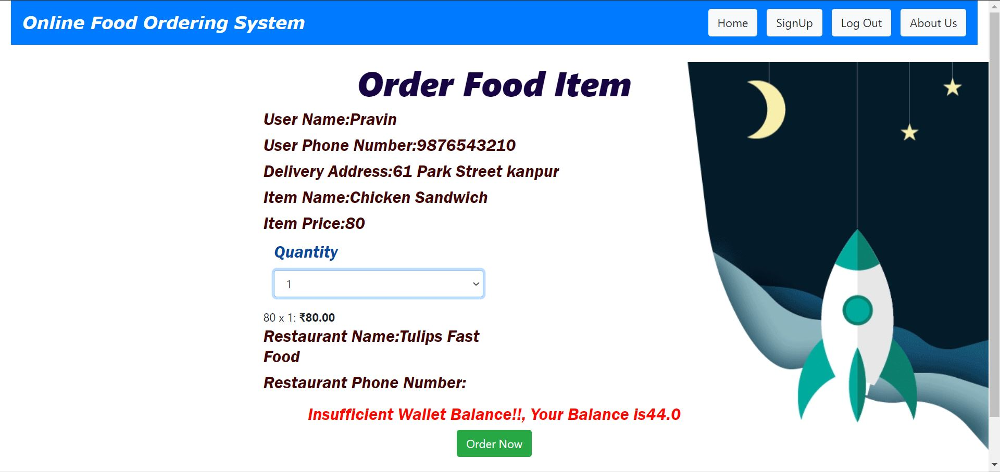 Online Food Ordering System
Home SignUp Log Out About Us
Order Food Item
User Name:Pravin
User Phone Number:9876543210
Delivery Address:61 Park Street kanpur
Item Name:Chicken Sandwich
Item Price:80
Quantity
1
80 x 1: ₹80.00
Restaurant Name:Tulips Fast
Food
Restaurant Phone Number:
Insufficient Wallet Balance!!, Your Balance is44.0
Order Now